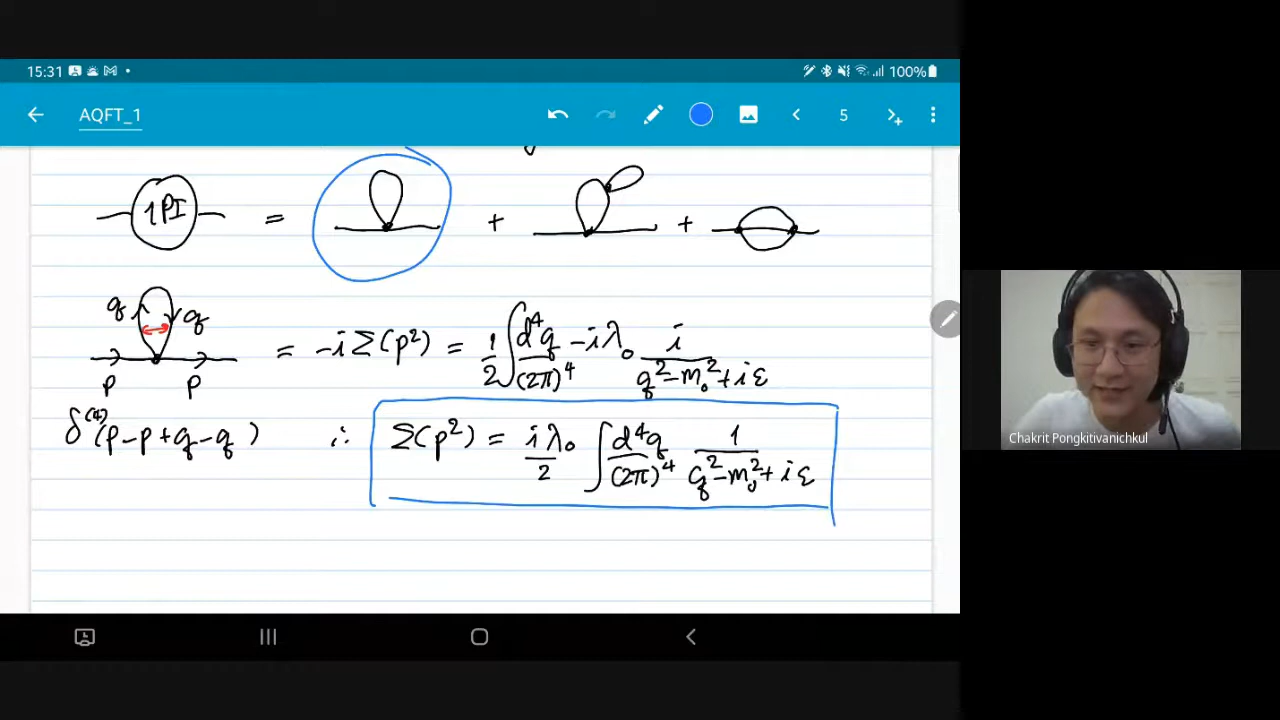 15:31 100%
AQFT_1 5
1PI = + +
q q
p p
= -iΣ(p²) = 1/2 ∫ d⁴q/(2π)⁴ -iλ₀ i/(q²-m₀²+iε)
δ⁽⁴⁾(p-p+q-q) ∴ Σ(p²) = iλ₀/2 ∫ d⁴q/(2π)⁴ 1/(q²-m₀²+iε)
Chakrit Pongkitivanichkul